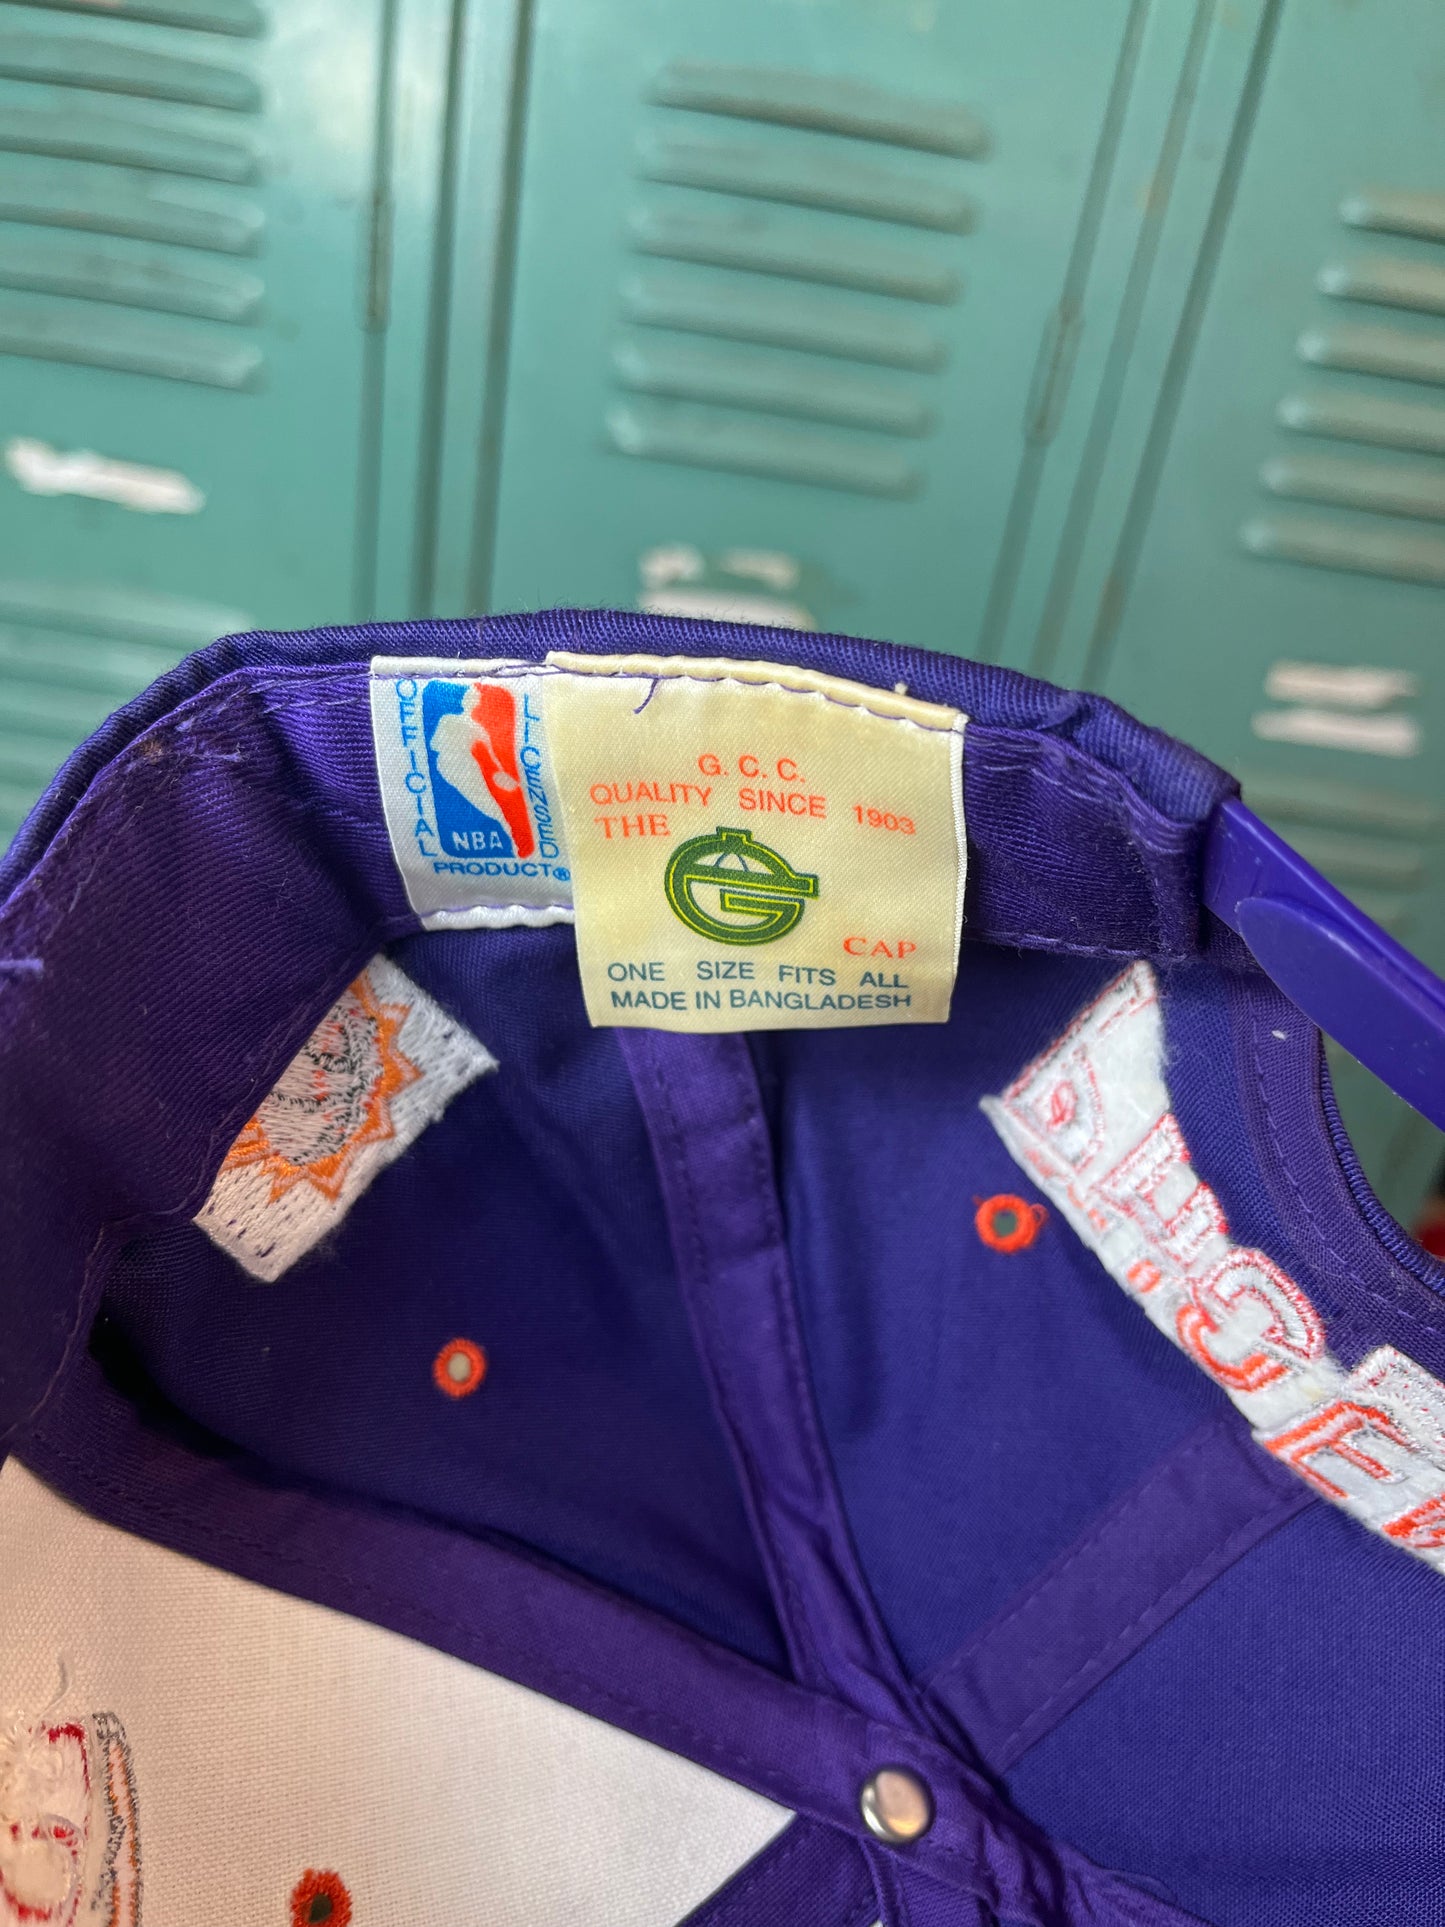 OFFICIAL
LICENSED
NBA
PRODUCT®
G. C. C.
QUALITY SINCE 1903
THE
G
CAP
ONE SIZE FITS ALL
MADE IN BANGLADESH